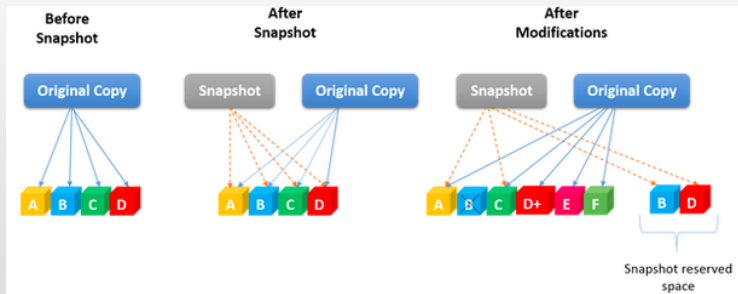 Before
Snapshot
After
Snapshot
After
Modifications
Original Copy
Snapshot
Original Copy
Snapshot
Original Copy
A B C D
A B C D
A B C D+ E F
B D
Snapshot reserved
space